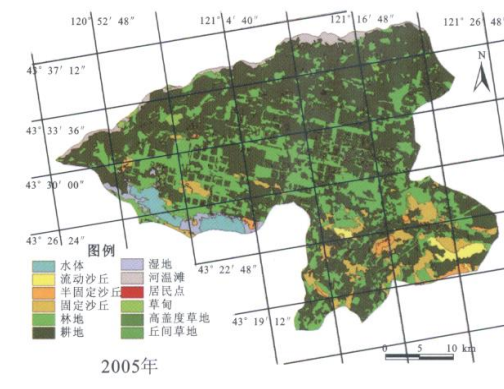 120° 52′ 48″
121° 4′ 40″
121° 16′ 48″
121° 26′ 48″
43° 37′ 12″
43° 33′ 36″
43° 30′ 00″
43° 26′ 24″
43° 22′ 48″
43° 19′ 12″
N
图例
水体
流动沙丘
半固定沙丘
固定沙丘
林地
耕地
湿地
河滩
居民点
草甸
高盖度草地
丘间草地
0 5 10 km
2005年